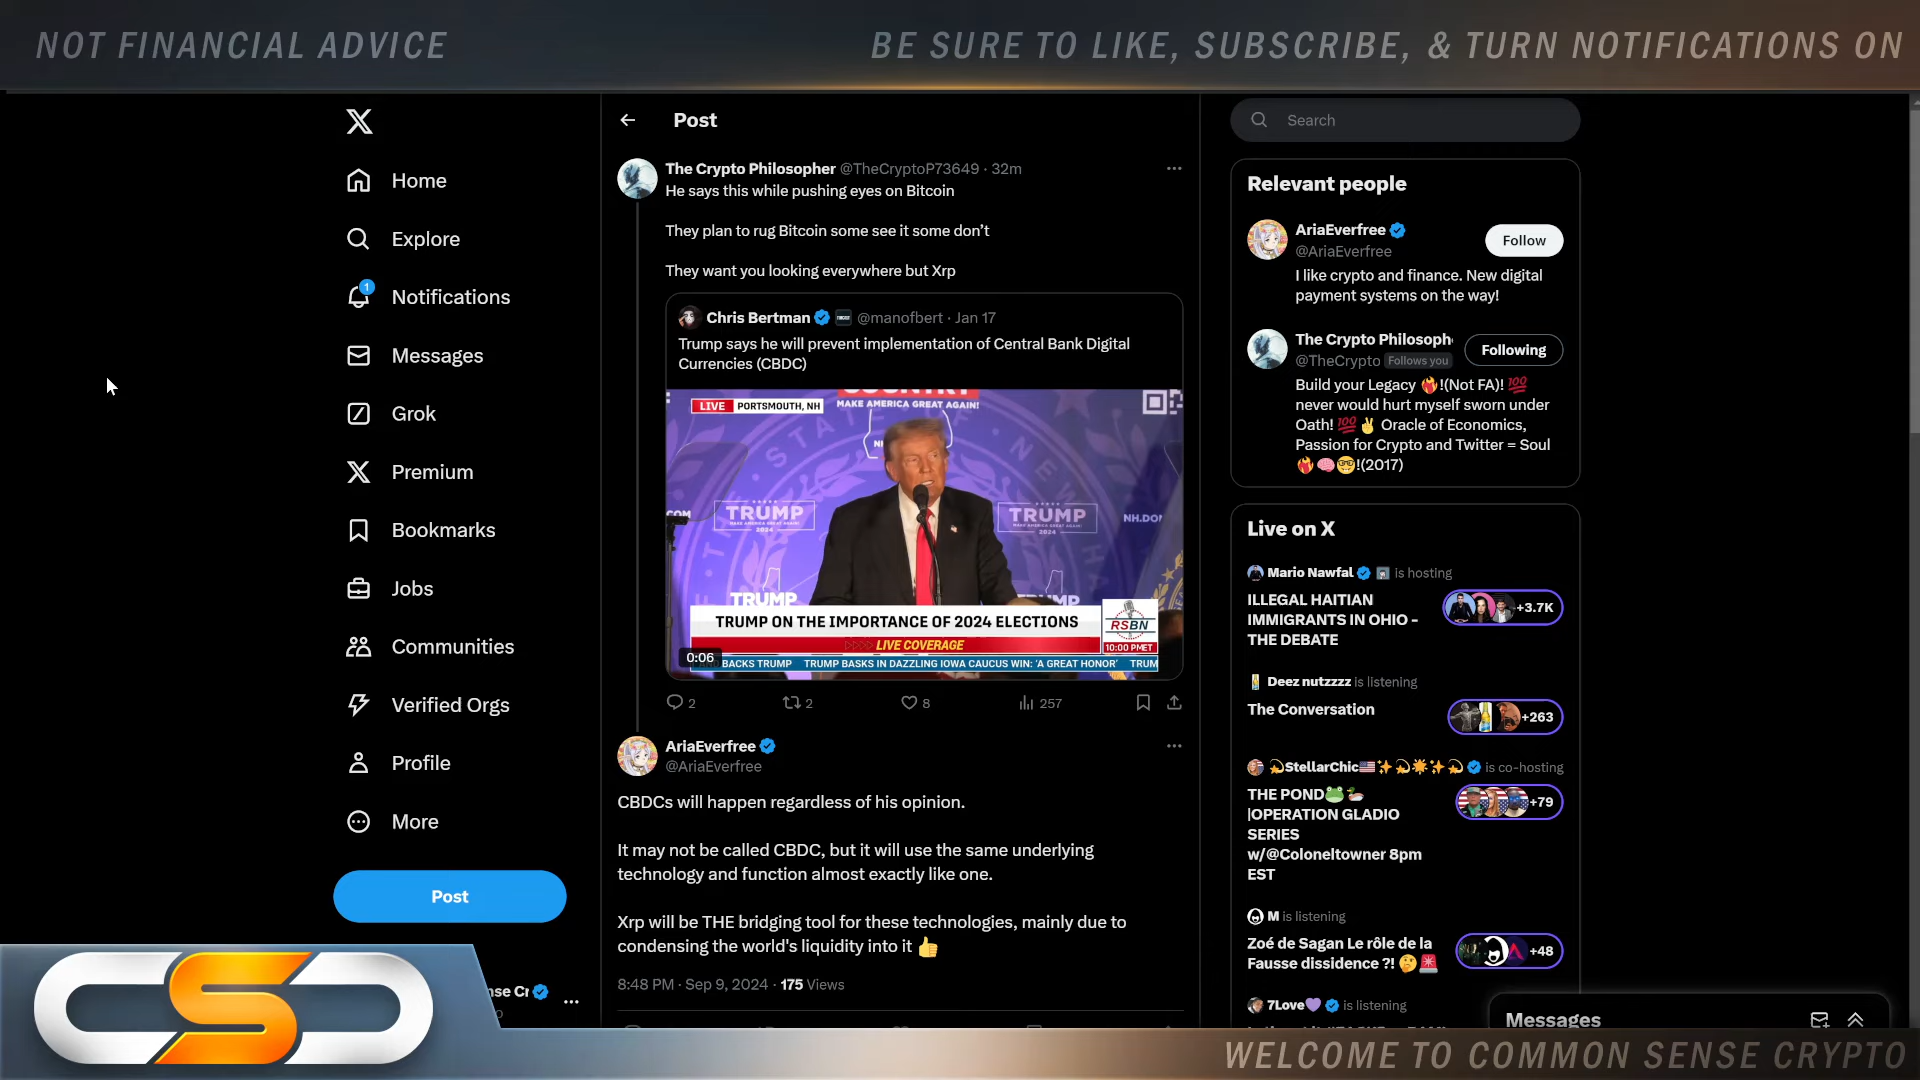 NOT FINANCIAL ADVICE
BE SURE TO LIKE, SUBSCRIBE, & TURN NOTIFICATIONS ON
Home
Explore
1
Notifications
Messages
Grok
Premium
Bookmarks
Jobs
Communities
Verified Orgs
Profile
More
Post
nse Cr
Post
The Crypto Philosopher @TheCryptoP73649 · 32m
He says this while pushing eyes on Bitcoin
They plan to rug Bitcoin some see it some don't
They want you looking everywhere but Xrp
Chris Bertman @manofbert · Jan 17
Trump says he will prevent implementation of Central Bank Digital
Currencies (CBDC)
COUNTRY
MAKE AMERICA GREAT AGAIN!
LIVE PORTSMOUTH, NH
TRUMP
TRUMP
2024
NH.DO
TRUMP
TRUMP ON THE IMPORTANCE OF 2024 ELECTIONS
LIVE COVERAGE
RSBN
10:00 PM ET
0:06
BACKS TRUMP TRUMP BASKS IN DAZZLING IOWA CAUCUS WIN: 'A GREAT HONOR' TRUM
2 2 8 257
AriaEverfree
@AriaEverfree
CBDCs will happen regardless of his opinion.
It may not be called CBDC, but it will use the same underlying
technology and function almost exactly like one.
Xrp will be THE bridging tool for these technologies, mainly due to
condensing the world's liquidity into it 👍
8:48 PM · Sep 9, 2024 · 175 Views
Search
Relevant people
AriaEverfree
@AriaEverfree
Follow
I like crypto and finance. New digital
payment systems on the way!
The Crypto Philosoph
@TheCrypto Follows you
Following
Build your Legacy ❤️‍🔥!(Not FA)! 💯
never would hurt myself sworn under
Oath! 💯✌️ Oracle of Economics,
Passion for Crypto and Twitter = Soul
❤️‍🔥🧠🤓!(2017)
Live on X
Mario Nawfal is hosting
ILLEGAL HAITIAN
IMMIGRANTS IN OHIO -
THE DEBATE
+3.7K
Deez nutzzzz is listening
The Conversation
+263
💫StellarChic🇺🇸✨💫🌟✨💫 is co-hosting
THE POND🐸🦆
|OPERATION GLADIO
SERIES
w/@Coloneltowner 8pm
EST
+79
M is listening
Zoé de Sagan Le rôle de la
Fausse dissidence ?! 🤔🚨
+48
7Love💜 is listening
Messages
CSC
WELCOME TO COMMON SENSE CRYPTO